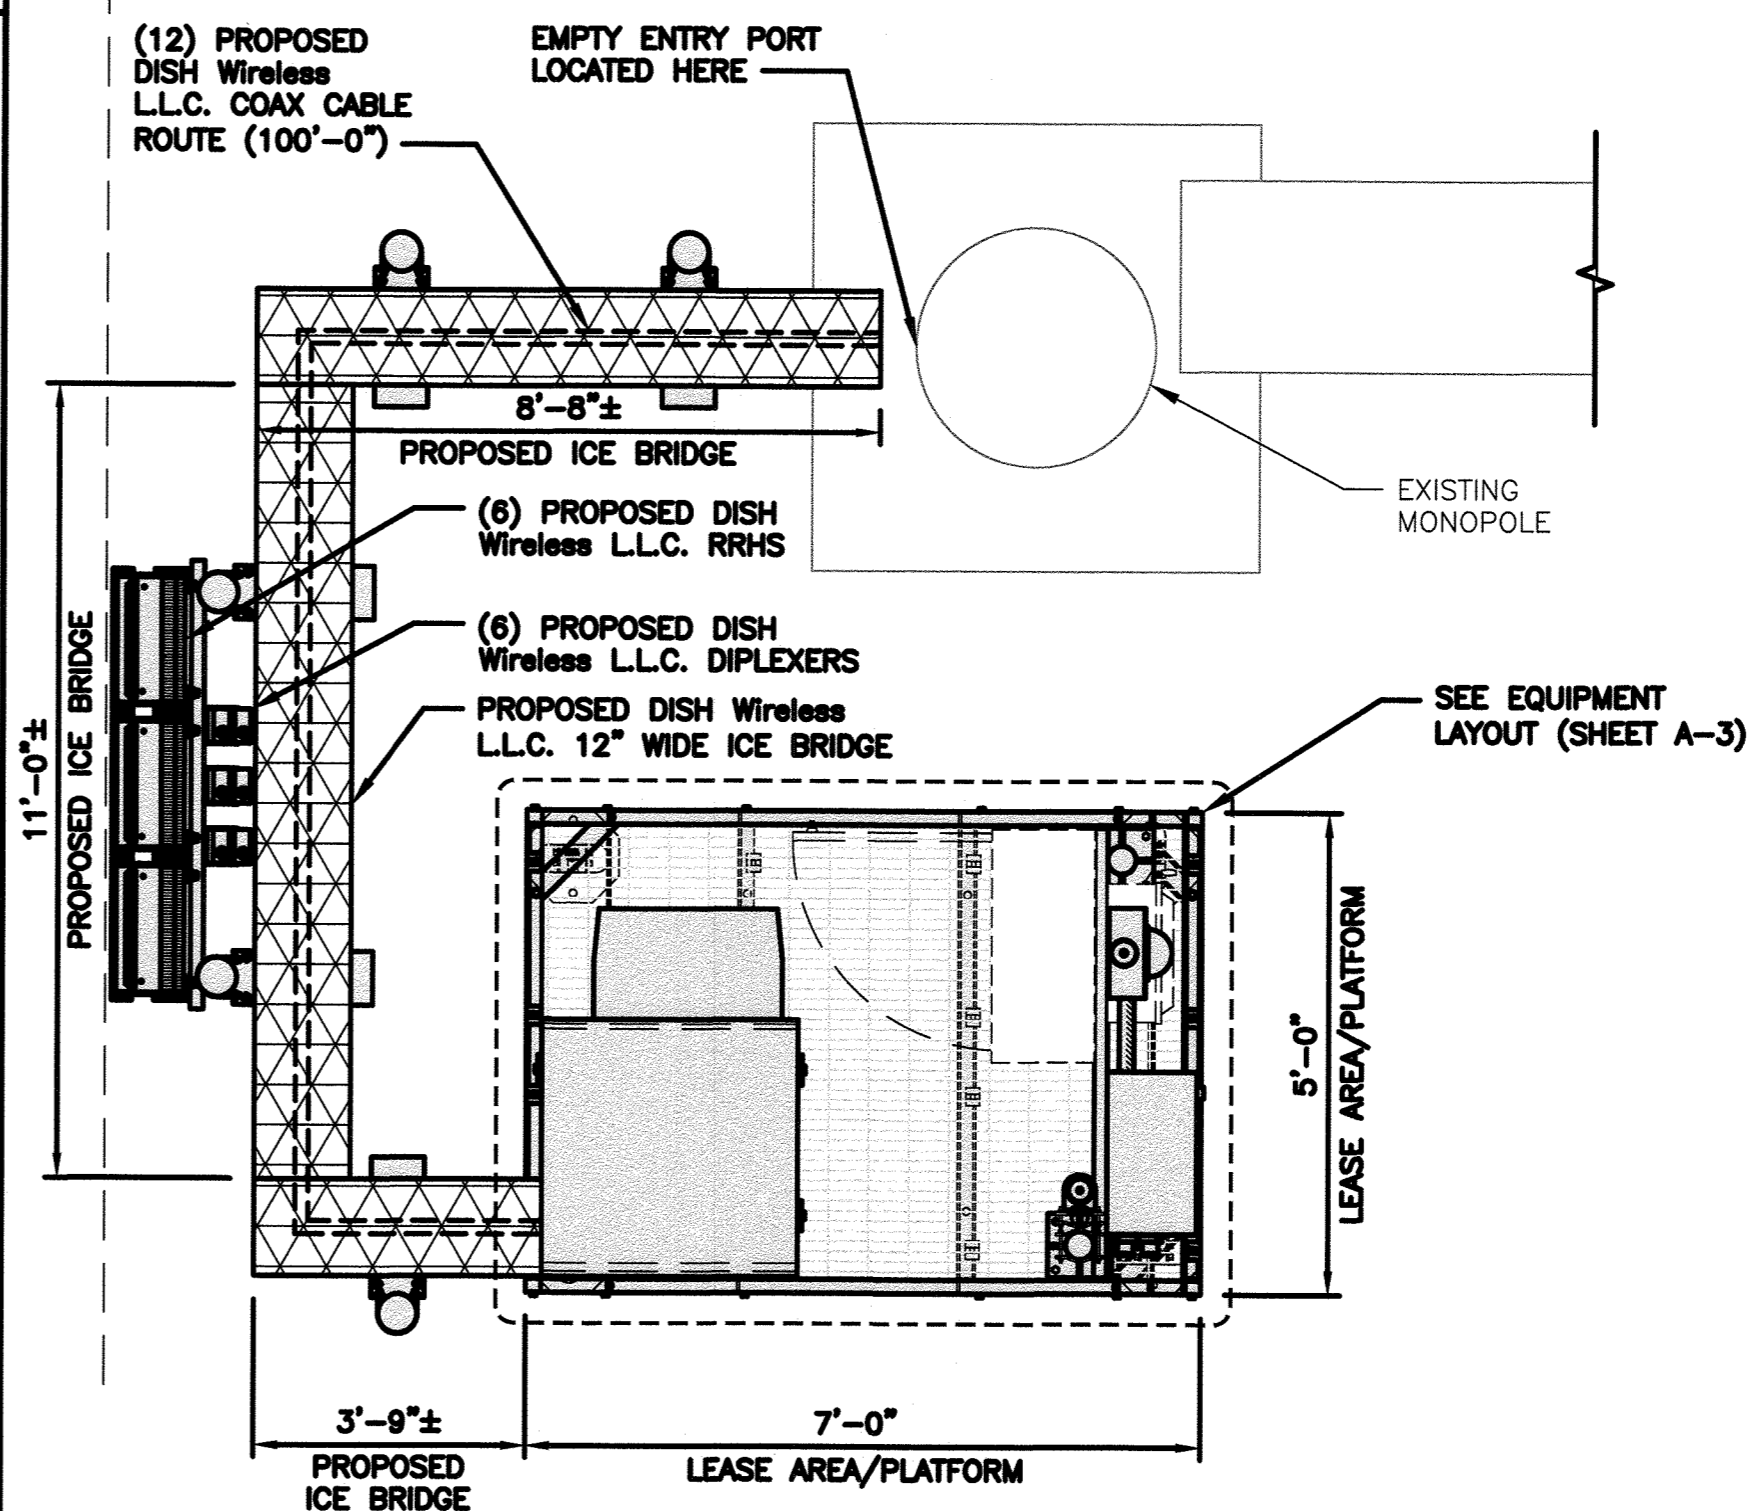 (12) PROPOSED
DISH Wireless
L.L.C. COAX CABLE
ROUTE (100'-0")
EMPTY ENTRY PORT
LOCATED HERE
8'-8"±
PROPOSED ICE BRIDGE
EXISTING
MONOPOLE
(6) PROPOSED DISH
Wireless L.L.C. RRHS
(6) PROPOSED DISH
Wireless L.L.C. DIPLEXERS
PROPOSED DISH Wireless
L.L.C. 12" WIDE ICE BRIDGE
SEE EQUIPMENT
LAYOUT (SHEET A-3)
11'-0"±
PROPOSED ICE BRIDGE
5'-0"
LEASE AREA/PLATFORM
3'-9"±
PROPOSED
ICE BRIDGE
7'-0"
LEASE AREA/PLATFORM